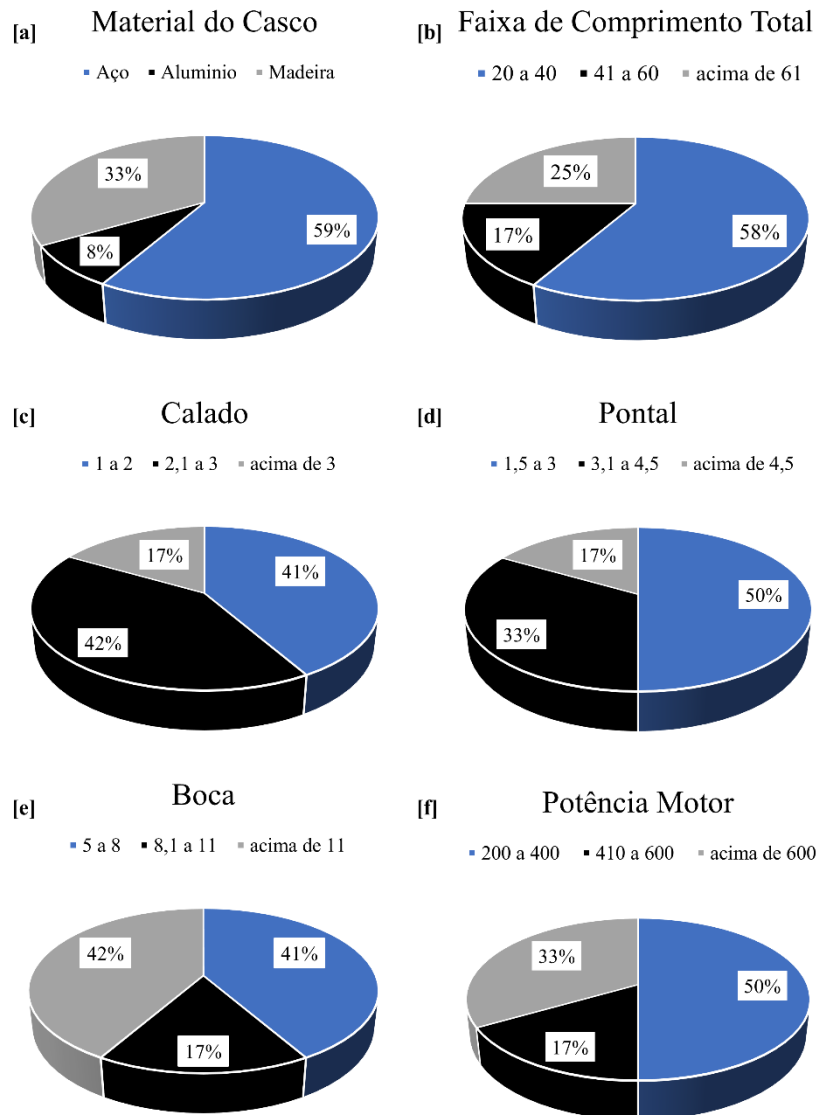 [a] Material do Casco
Aço Aluminio Madeira
33%
59%
8%
[b] Faixa de Comprimento Total
20 a 40 41 a 60 acima de 61
25%
58%
17%
[c] Calado
1 a 2 2,1 a 3 acima de 3
17%
41%
42%
[d] Pontal
1,5 a 3 3,1 a 4,5 acima de 4,5
17%
50%
33%
[e] Boca
5 a 8 8,1 a 11 acima de 11
42%
41%
17%
[f] Potência Motor
200 a 400 410 a 600 acima de 600
33%
50%
17%